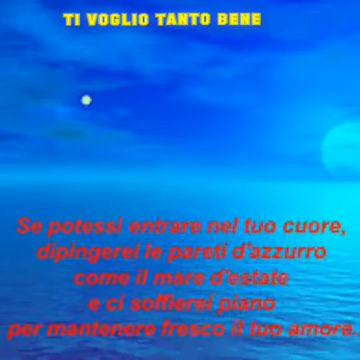 TI VOGLIO TANTO BENE
Se potessi entrare nel tuo cuore,
dipingerei le pareti d'azzurro
come il mare d'estate
e ci soffierei piano
per mantenere fresco il tuo amore.